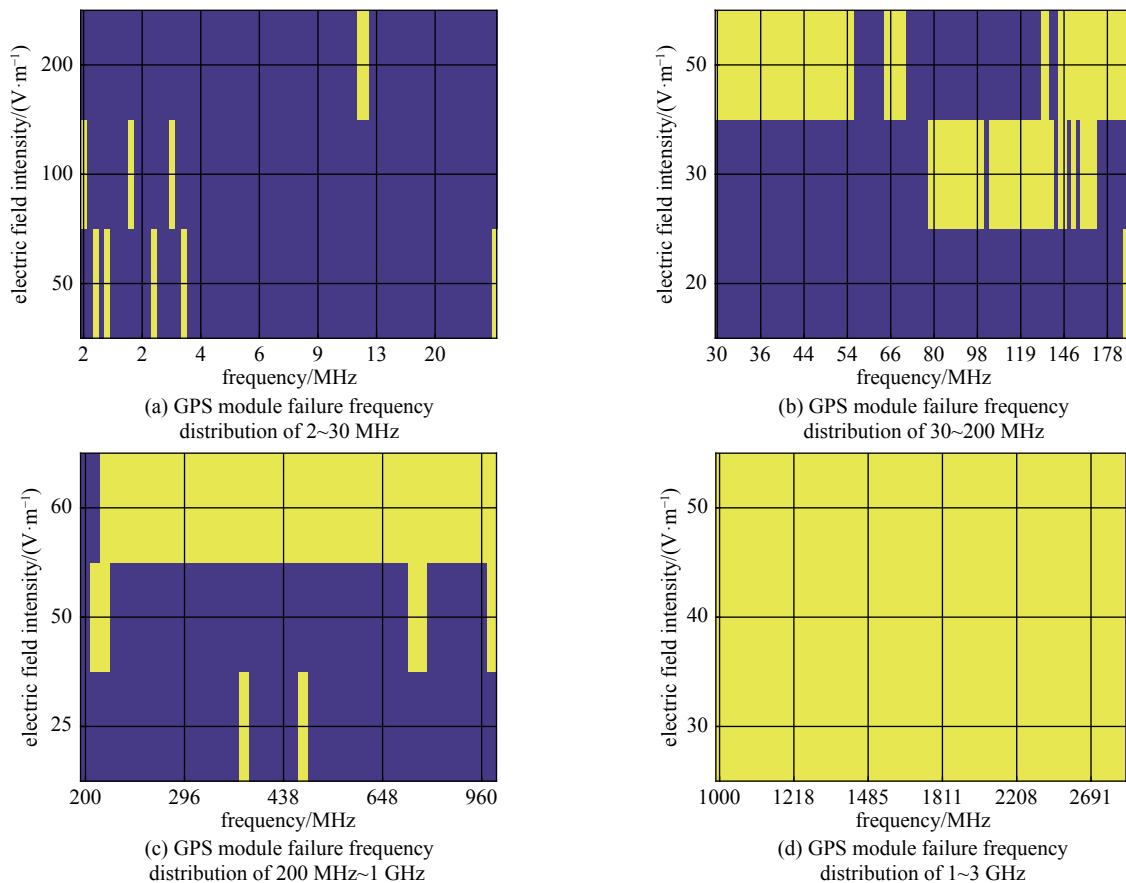 electric field intensity/(V·m⁻¹)
200
100
50
2 2 4 6 9 13 20
frequency/MHz
(a) GPS module failure frequency
distribution of 2~30 MHz
electric field intensity/(V·m⁻¹)
50
30
20
30 36 44 54 66 80 98 119 146 178
frequency/MHz
(b) GPS module failure frequency
distribution of 30~200 MHz
electric field intensity/(V·m⁻¹)
60
50
25
200 296 438 648 960
frequency/MHz
(c) GPS module failure frequency
distribution of 200 MHz~1 GHz
electric field intensity/(V·m⁻¹)
50
40
30
1000 1218 1485 1811 2208 2691
frequency/MHz
(d) GPS module failure frequency
distribution of 1~3 GHz